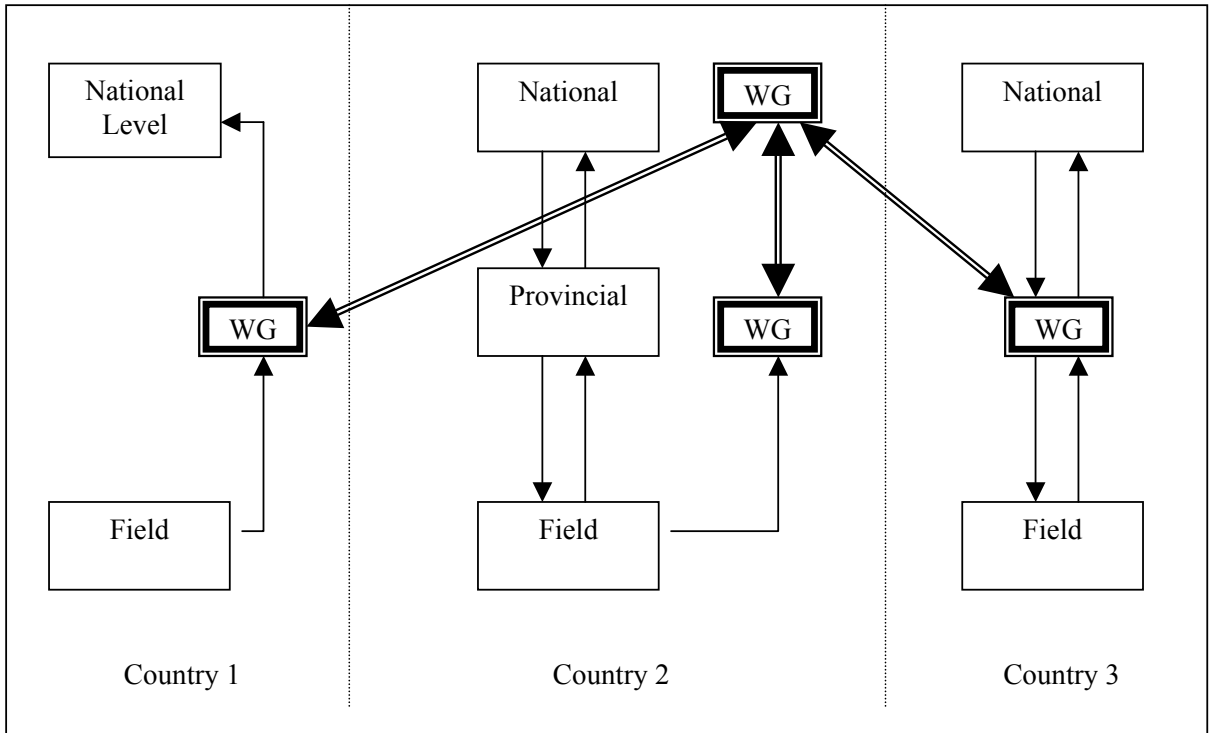 National
Level
National
WG
National
WG
Provincial
WG
WG
Field
Field
Field
Country 1
Country 2
Country 3